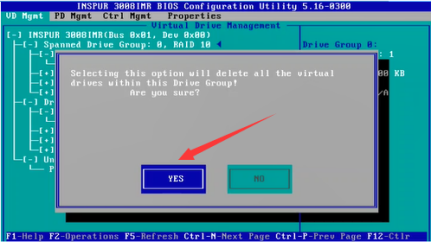 INSPUR 3008IMR BIOS Configuration Utility 5.16-0300
VD Mgmt PD Mgmt Ctrl Mgmt Properties
Virtual Drive Management
[-] INSPUR 3008IMR(Bus 0x01, Dev 0x00)
[-] Spanned Drive Group: 0, RAID 10
Drive Group 0:
[-]
: 1
Selecting this option will delete all the virtual
00 KB
drives within this Drive Group!
[+]
Are you sure?
[-] Dr
[-]
[+]
[+]
[+]
[+]
[-] Un
YES NO
F1-Help F2-Operations F5-Refresh Ctrl-N-Next Page Ctrl-P-Prev Page F12-Ctlr